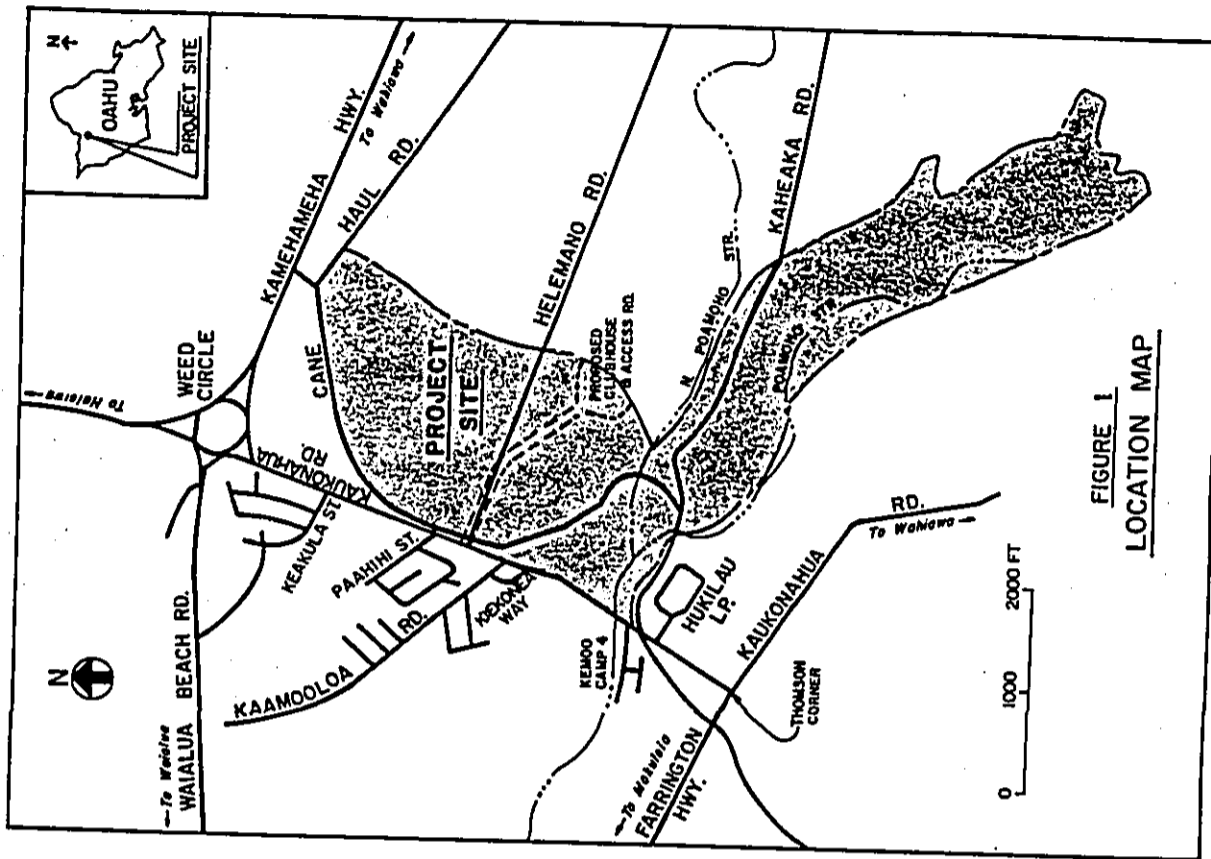 N
OAHU
PROJECT SITE
To Haleiwa
WEED
CIRCLE
KAMEHAMEHA HWY.
To Wahiawa
CANE HAUL RD.
N
To Waialua
WAIALUA BEACH RD.
KAUKONAHUA
RD.
KEAKULA ST.
PAAHIHI ST.
KAAMOOLOA RD.
WAY
PROJECT
SITE
HELEMANO RD.
PROPOSED
CLUBHOUSE
& ACCESS RD.
N. POAMOHO STR.
KAHEAKA RD.
POAMOHO STR.
KEMOO
CAMP 4
HUKILAU
LP.
To Mokuleia
FARRINGTON
HWY.
KAUKONAHUA RD.
To Wahiawa
THOMSON
CORNER
0 1000 2000 FT
FIGURE 1
LOCATION MAP